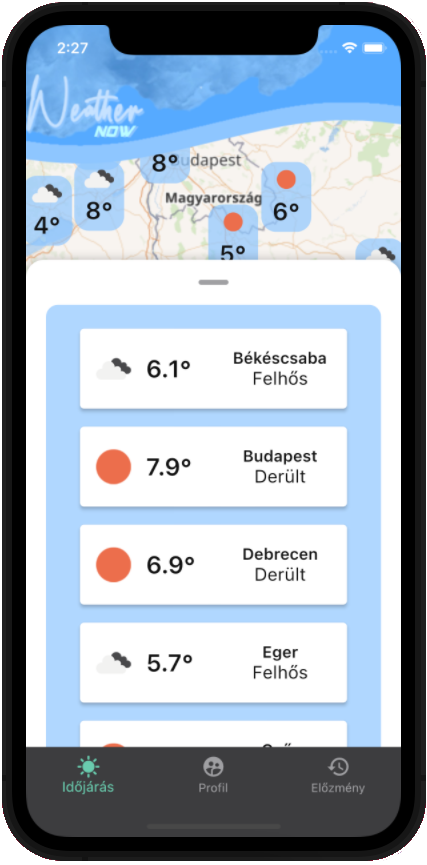 2:27
Weather
NOW
8°
udapest
Magyarország
4°
8°
6°
5°
6.1°
Békéscsaba
Felhős
7.9°
Budapest
Derült
6.9°
Debrecen
Derült
5.7°
Eger
Felhős
Időjárás
Profil
Előzmény